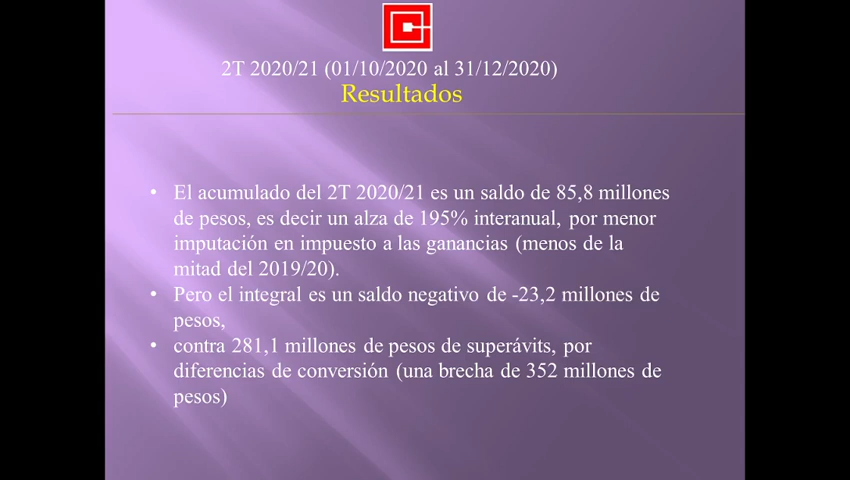 2T 2020/21 (01/10/2020 al 31/12/2020)
Resultados
• El acumulado del 2T 2020/21 es un saldo de 85,8 millones
de pesos, es decir un alza de 195% interanual, por menor
imputación en impuesto a las ganancias (menos de la
mitad del 2019/20).
• Pero el integral es un saldo negativo de -23,2 millones de
pesos,
• contra 281,1 millones de pesos de superávits, por
diferencias de conversión (una brecha de 352 millones de
pesos)